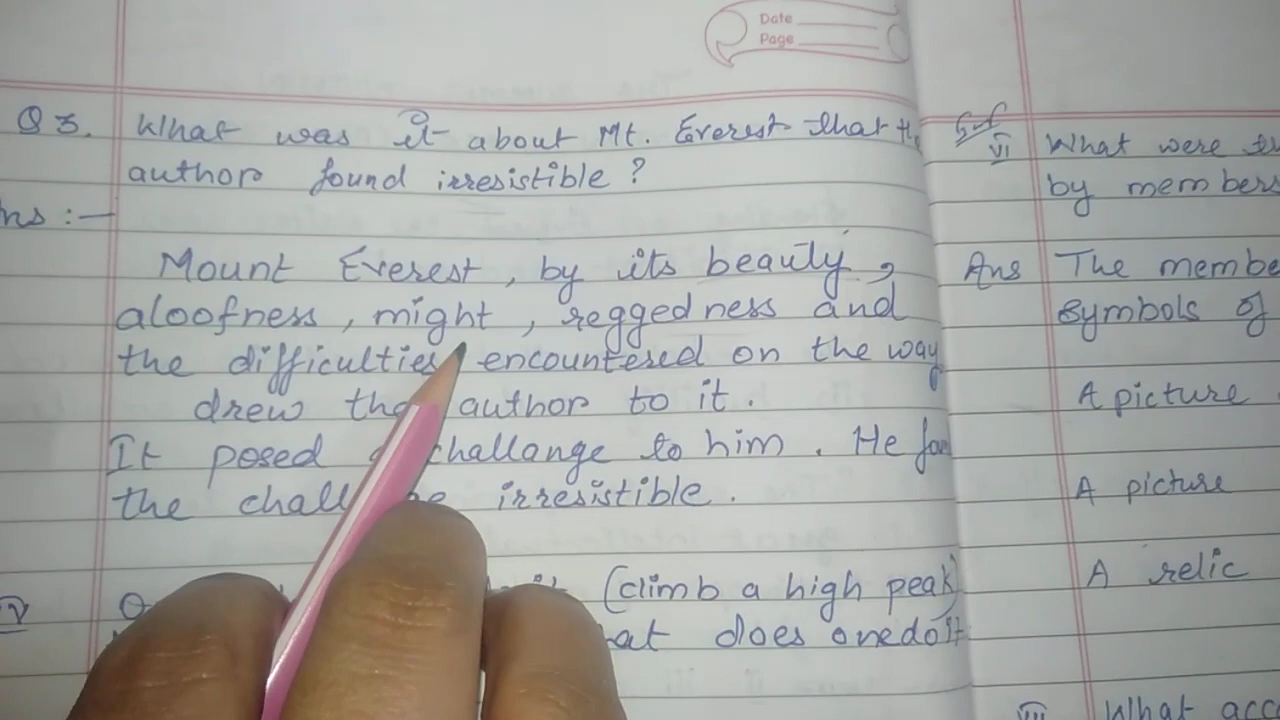 Date
Page
Q 3. What was it about Mt. Everest that
author found irresistible ?
ns :-
Mount Everest, by its beauty,
aloofness, might, reggedness and
the difficulties encountered on the way
drew the author to it.
It posed challange to him. He
the irresistible.
(climb a high peak)
does one do it
vi What were
by members
Ans The membe
symbols of
A picture
A picture
A relic
VII What acc